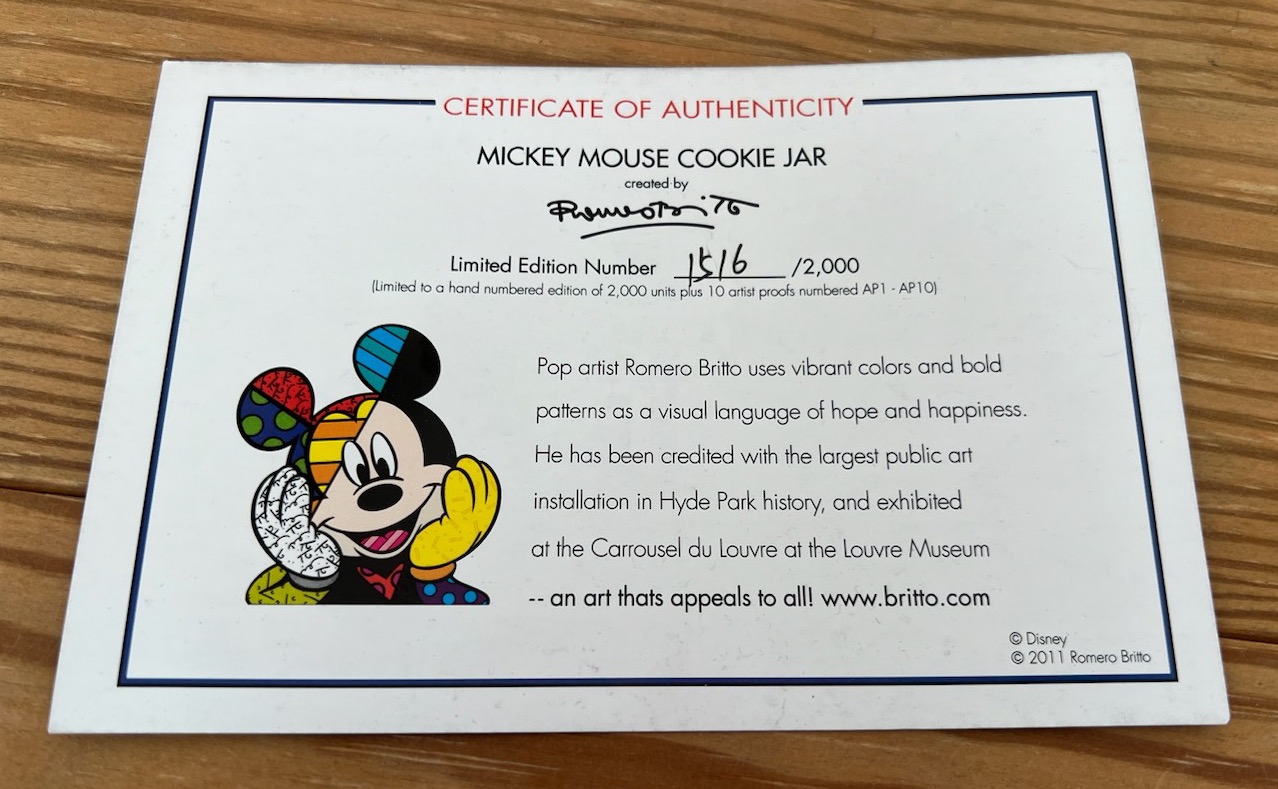 CERTIFICATE OF AUTHENTICITY
MICKEY MOUSE COOKIE JAR
created by
Romero Britto
Limited Edition Number 1516 /2,000
(Limited to a hand numbered edition of 2,000 units plus 10 artist proofs numbered AP1 - AP10)
Pop artist Romero Britto uses vibrant colors and bold
patterns as a visual language of hope and happiness.
He has been credited with the largest public art
installation in Hyde Park history, and exhibited
at the Carrousel du Louvre at the Louvre Museum
-- an art thats appeals to all! www.britto.com
© Disney
© 2011 Romero Britto